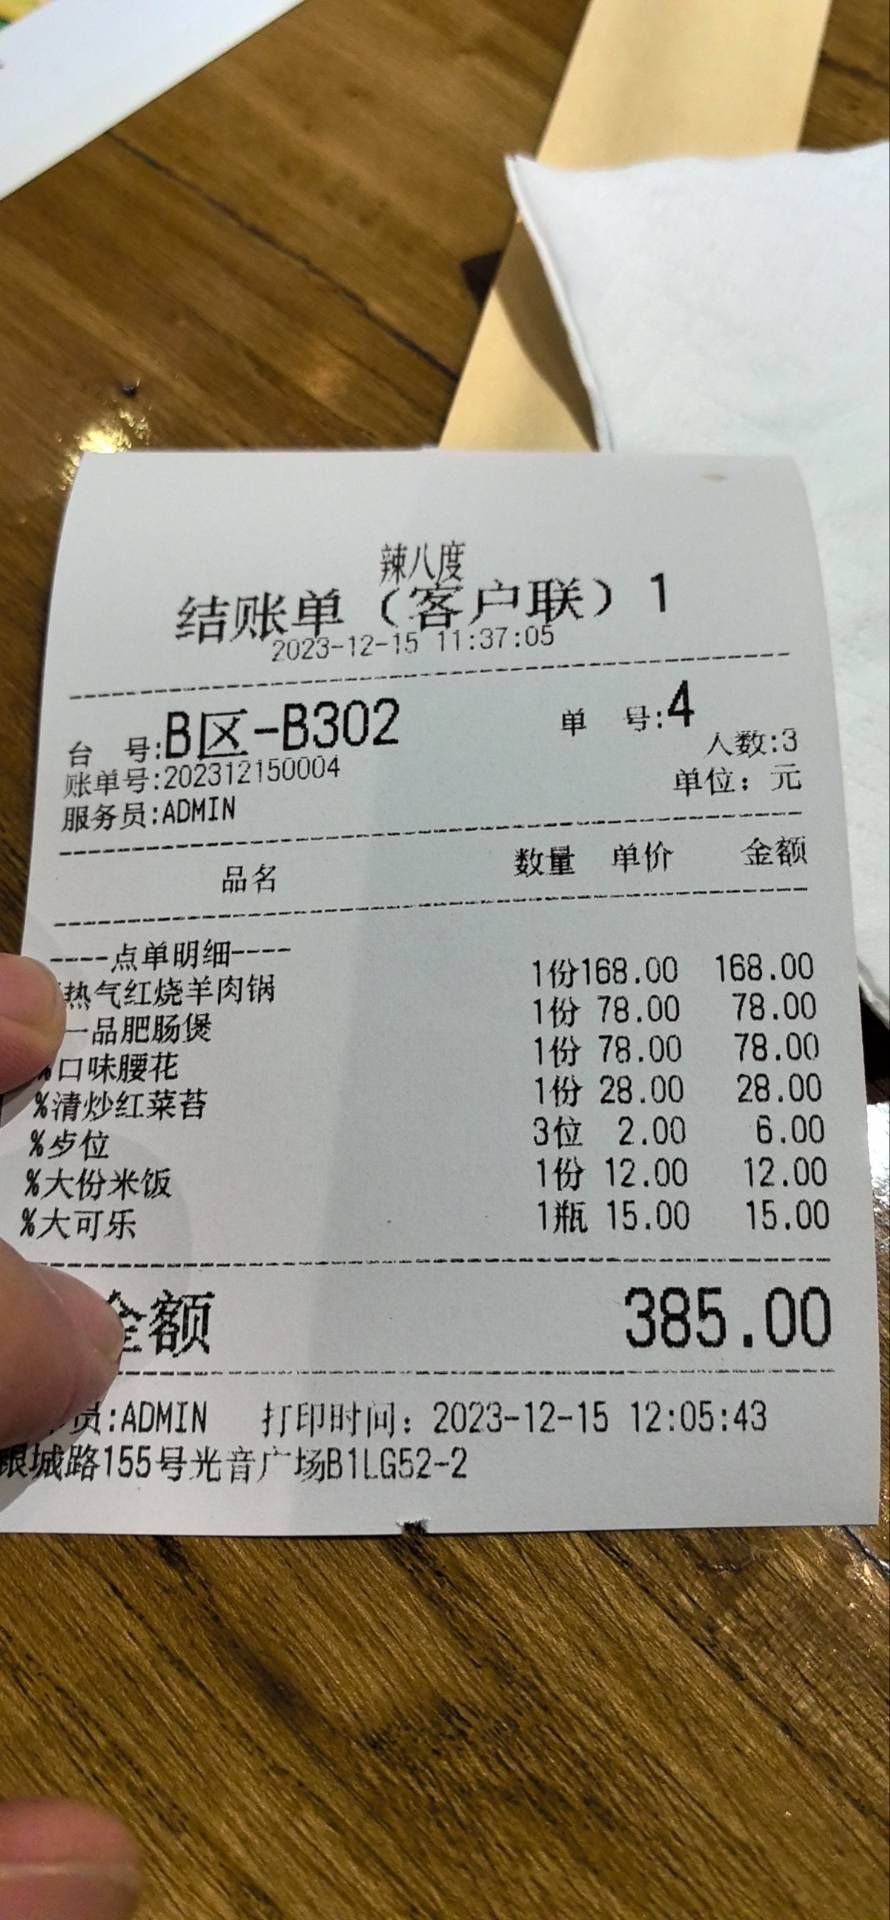 辣八度
结账单（客户联）1
2023-12-15 11:37:05
台 号:B区-B302 单 号:4
账单号:202312150004 人数:3
服务员:ADMIN 单位：元
品名 数量 单价 金额
----点单明细----
热气红烧羊肉锅 1份168.00 168.00
一品肥肠煲 1份 78.00 78.00
%口味腰花 1份 78.00 78.00
%清炒红菜苔 1份 28.00 28.00
%歺位 3位 2.00 6.00
%大份米饭 1份 12.00 12.00
%大可乐 1瓶 15.00 15.00
金额 385.00
员:ADMIN 打印时间：2023-12-15 12:05:43
城路155号光音广场B1LG52-2